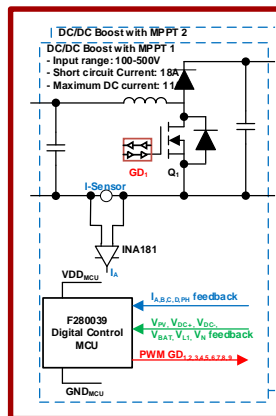 DC/DC Boost with MPPT 2
DC/DC Boost with MPPT 1
- Input range: 100-500V
- Short circuit Current: 18A
- Maximum DC current: 11
GD1
Q1
I-Sensor
INA181
IA
VDDMCU
F280039
Digital Control
MCU
IA,B,C,D,PH feedback
VPV, VDC+, VDC-,
VBAT, VL1, VN feedback
PWM GD1,2,3,4,5,6,7,8,9
GNDMCU